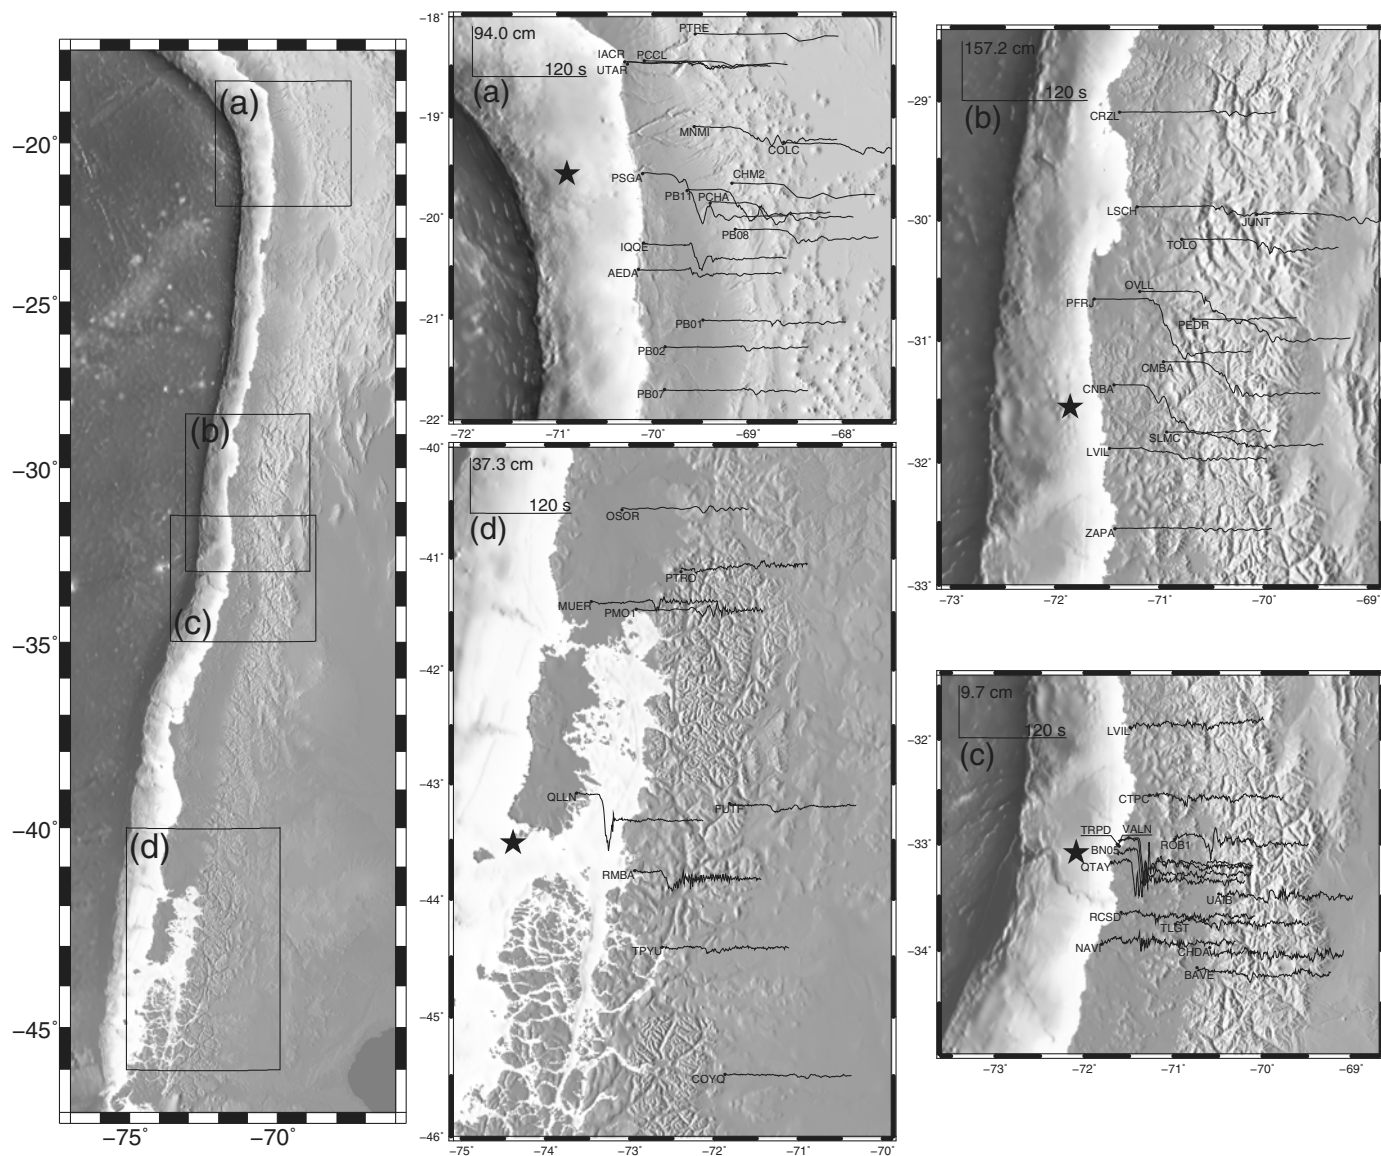 (a)
(b)
(c)
(d)
−20°
−25°
−30°
−35°
−40°
−45°
−75°
−70°
94.0 cm
120 s
(a)
PTRE
IACR
PCCL
UTAR
MNMI
COLC
PSGA
CHM2
PB11
PCHA
PB08
IQQE
AEDA
PB01
PB02
PB07
−18°
−19°
−20°
−21°
−22°
−72°
−71°
−70°
−69°
−68°
157.2 cm
120 s
(b)
CRZL
LSCH
JUNT
TOLO
OVLL
PFRJ
PEDR
CMBA
CNBA
SLMC
LVIL
ZAPA
−29°
−30°
−31°
−32°
−33°
−73°
−72°
−71°
−70°
−69°
37.3 cm
120 s
(d)
OSOR
PTRO
MUER
PMO1
QLLN
FUTF
RMBA
TPYU
COYQ
−40°
−41°
−42°
−43°
−44°
−45°
−46°
−75°
−74°
−73°
−72°
−71°
−70°
9.7 cm
120 s
(c)
LVIL
CTPC
TRPD
VALN
BN05
ROB1
QTAY
UAIB
RCSD
TLGT
NAVI
CHDA
BAVE
−32°
−33°
−34°
−73°
−72°
−71°
−70°
−69°